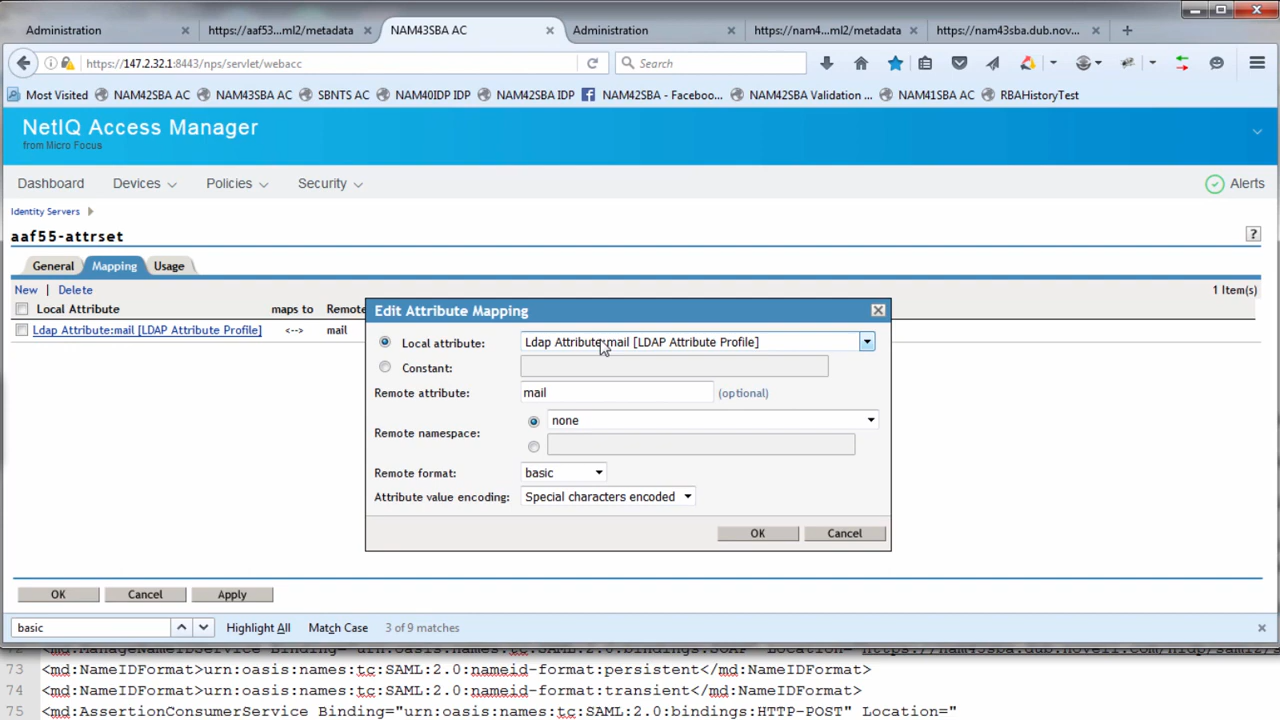 Administration
https://aaf53...ml2/metadata
NAM43SBA AC
Administration
https://nam4...ml2/metadata
https://nam43sba.dub.nov...
https://147.2.32.1:8443/nps/servlet/webacc
Search
Most Visited
NAM42SBA AC
NAM43SBA AC
SBNTS AC
NAM40IDP IDP
NAM42SBA IDP
NAM42SBA - Faceboo...
NAM42SBA Validation ...
NAM41SBA AC
RBAHistoryTest
NetIQ Access Manager
from Micro Focus
Dashboard
Devices
Policies
Security
Alerts
Identity Servers
aaf55-attrset
?
General
Mapping
Usage
New | Delete
1 Item(s)
Local Attribute
maps to
Remote
Ldap Attribute:mail [LDAP Attribute Profile]
<-->
mail
Edit Attribute Mapping
Local attribute:
Ldap Attribute:mail [LDAP Attribute Profile]
Constant:
Remote attribute:
mail
(optional)
Remote namespace:
none
Remote format:
basic
Attribute value encoding:
Special characters encoded
OK
Cancel
OK
Cancel
Apply
basic
Highlight All
Match Case
3 of 9 matches
73 <md:NameIDFormat>urn:oasis:names:tc:SAML:2.0:nameid-format:persistent</md:NameIDFormat>
74 <md:NameIDFormat>urn:oasis:names:tc:SAML:2.0:nameid-format:transient</md:NameIDFormat>
75 <md:AssertionConsumerService Binding="urn:oasis:names:tc:SAML:2.0:bindings:HTTP-POST" Location="